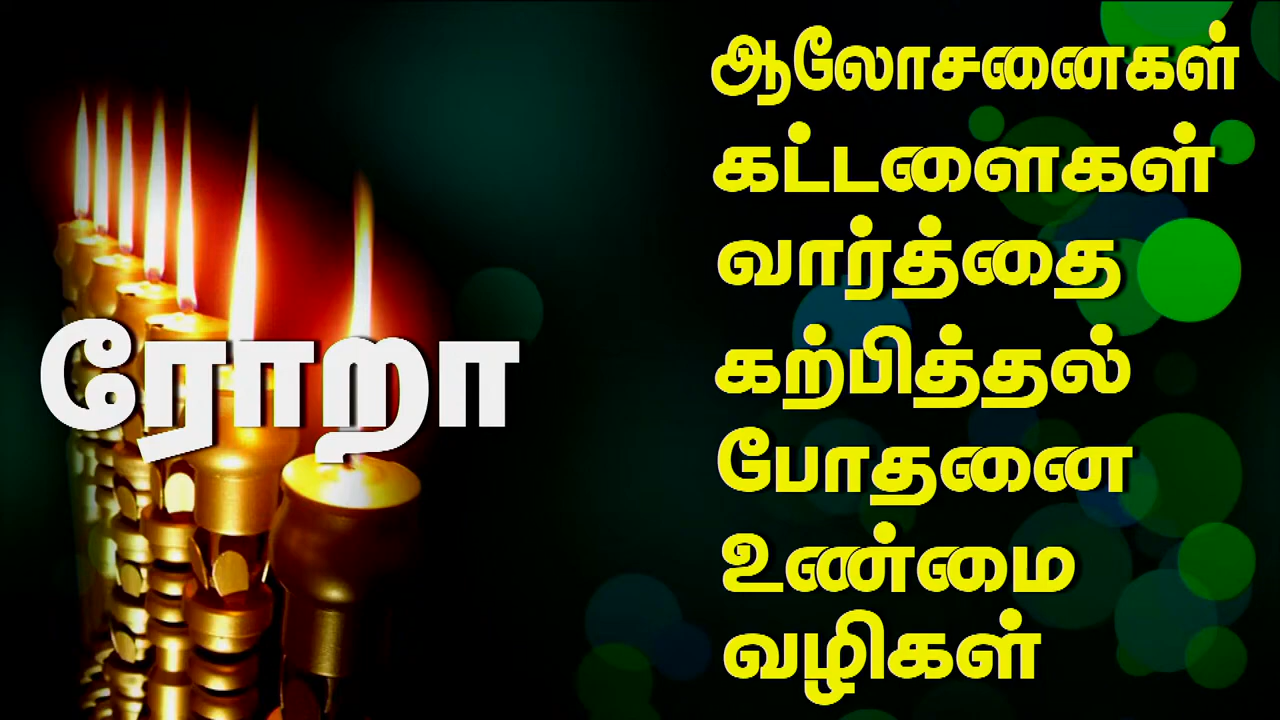 ரோறா
ஆலோசனைகள்
கட்டளைகள்
வார்த்தை
கற்பித்தல்
போதனை
உண்மை
வழிகள்